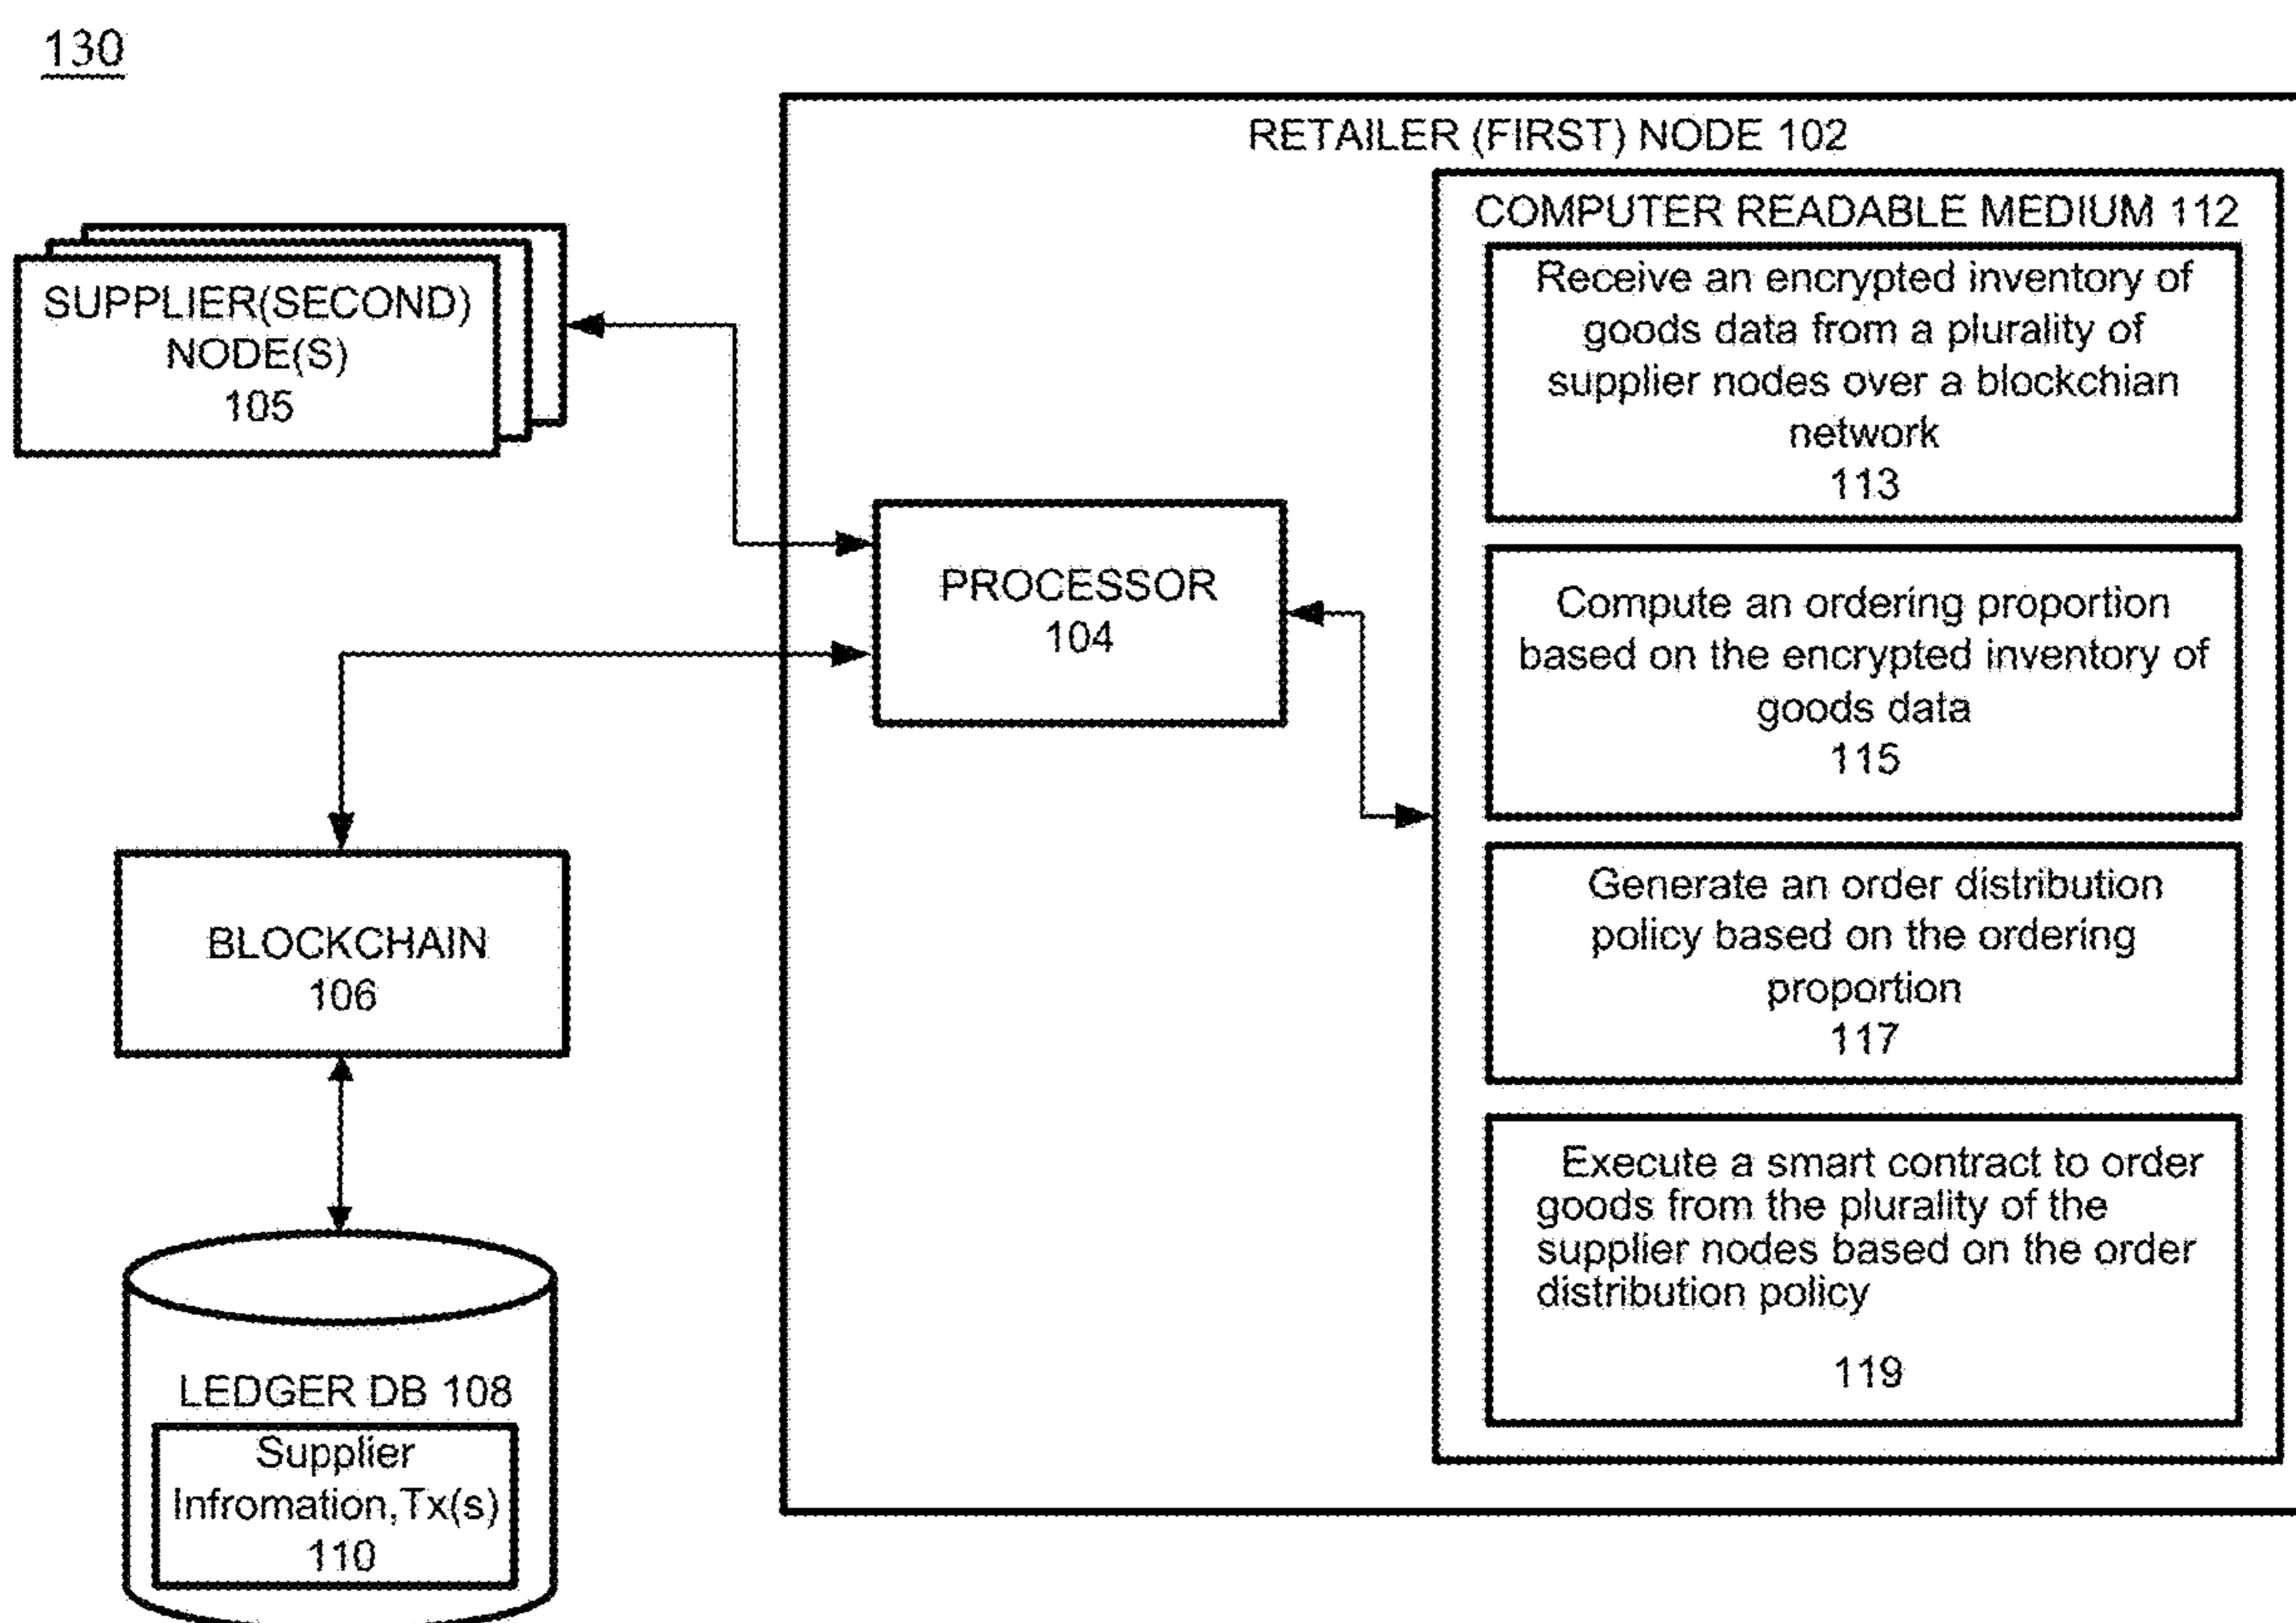 130
RETAILER (FIRST) NODE 102
SUPPLIER(SECOND)
NODE(S)
105
PROCESSOR
104
BLOCKCHAIN
106
LEDGER DB 108
Supplier
Infromation,Tx(s)
110
COMPUTER READABLE MEDIUM 112
Receive an encrypted inventory of
goods data from a plurality of
supplier nodes over a blockchian
network
113
Compute an ordering proportion
based on the encrypted inventory of
goods data
115
Generate an order distribution
policy based on the ordering
proportion
117
Execute a smart contract to order
goods from the plurality of the
supplier nodes based on the order
distribution policy
119